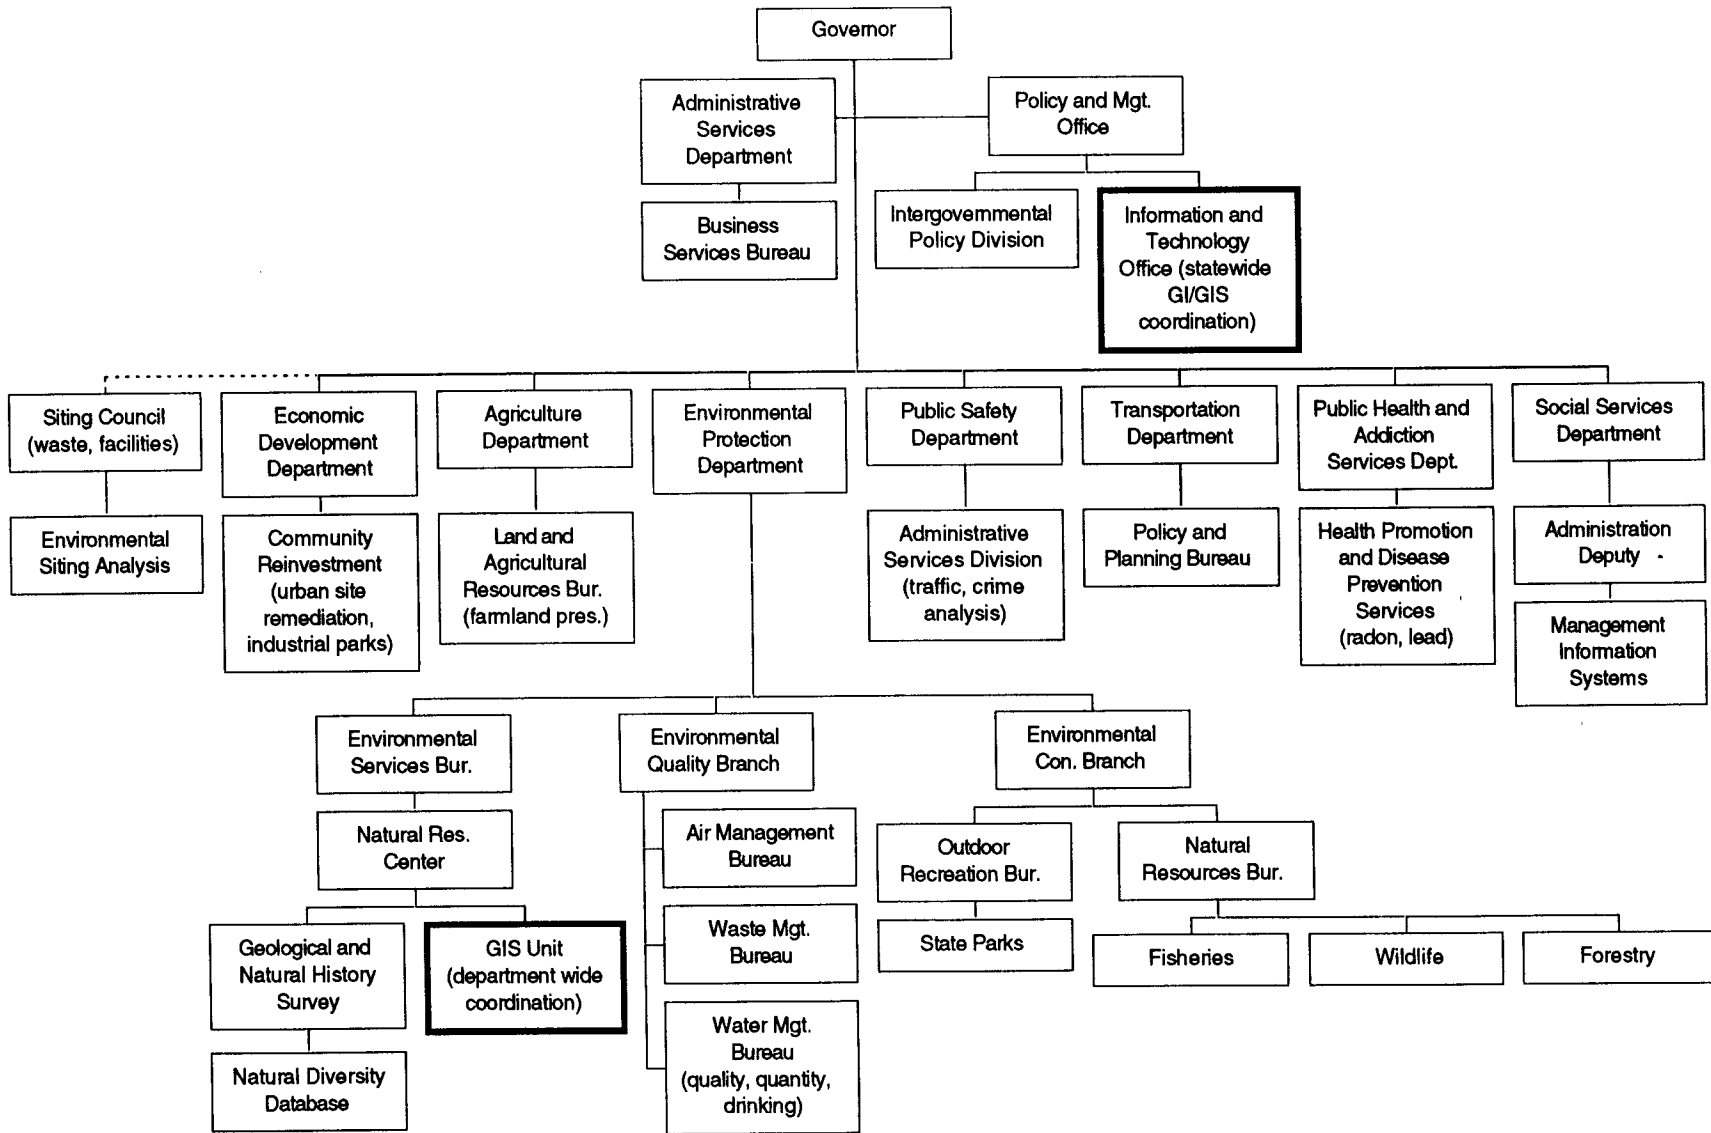 Governor
Administrative
Services
Department
Policy and Mgt.
Office
Business
Services Bureau
Intergovernmental
Policy Division
Information and
Technology
Office (statewide
GI/GIS
coordination)
Siting Council
(waste, facilities)
Economic
Development
Department
Agriculture
Department
Environmental
Protection
Department
Public Safety
Department
Transportation
Department
Public Health and
Addiction
Services Dept.
Social Services
Department
Environmental
Siting Analysis
Community
Reinvestment
(urban site
remediation,
industrial parks)
Land and
Agricultural
Resources Bur.
(farmland pres.)
Administrative
Services Division
(traffic, crime
analysis)
Policy and
Planning Bureau
Health Promotion
and Disease
Prevention
Services
(radon, lead)
Administration
Deputy
Management
Information
Systems
Environmental
Services Bur.
Environmental
Quality Branch
Environmental
Con. Branch
Natural Res.
Center
Air Management
Bureau
Outdoor
Recreation Bur.
Natural
Resources Bur.
Geological and
Natural History
Survey
GIS Unit
(department wide
coordination)
Waste Mgt.
Bureau
State Parks
Fisheries
Wildlife
Forestry
Natural Diversity
Database
Water Mgt.
Bureau
(quality, quantity,
drinking)